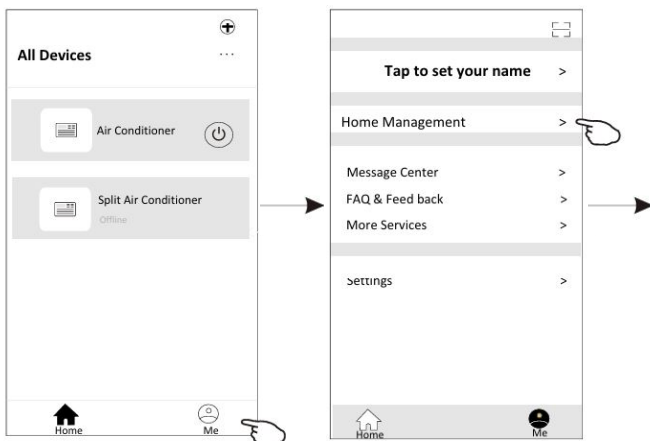 All Devices
...
Air Conditioner
Split Air Conditioner
Offline
Home Me
Tap to set your name >
Home Management >
Message Center >
FAQ & Feed back >
More Services >
Settings >
Home Me